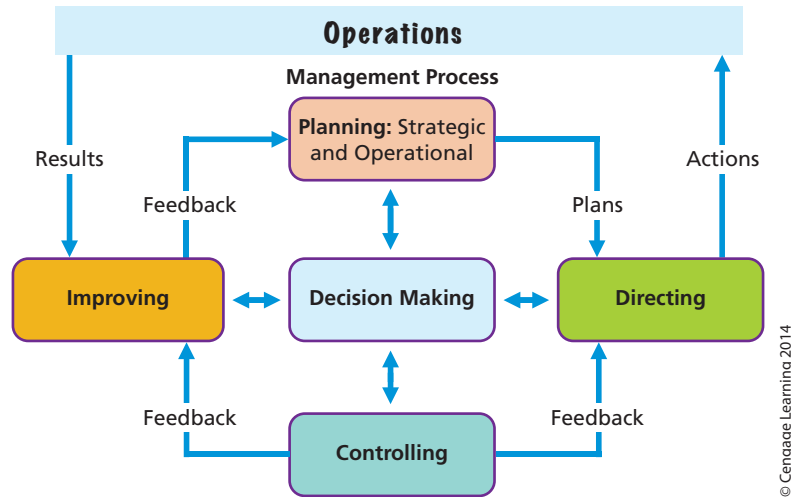 Operations
Management Process
Planning: Strategic
and Operational
Results
Actions
Feedback
Plans
Improving
Decision Making
Directing
Feedback
Feedback
Controlling
© Cengage Learning 2014